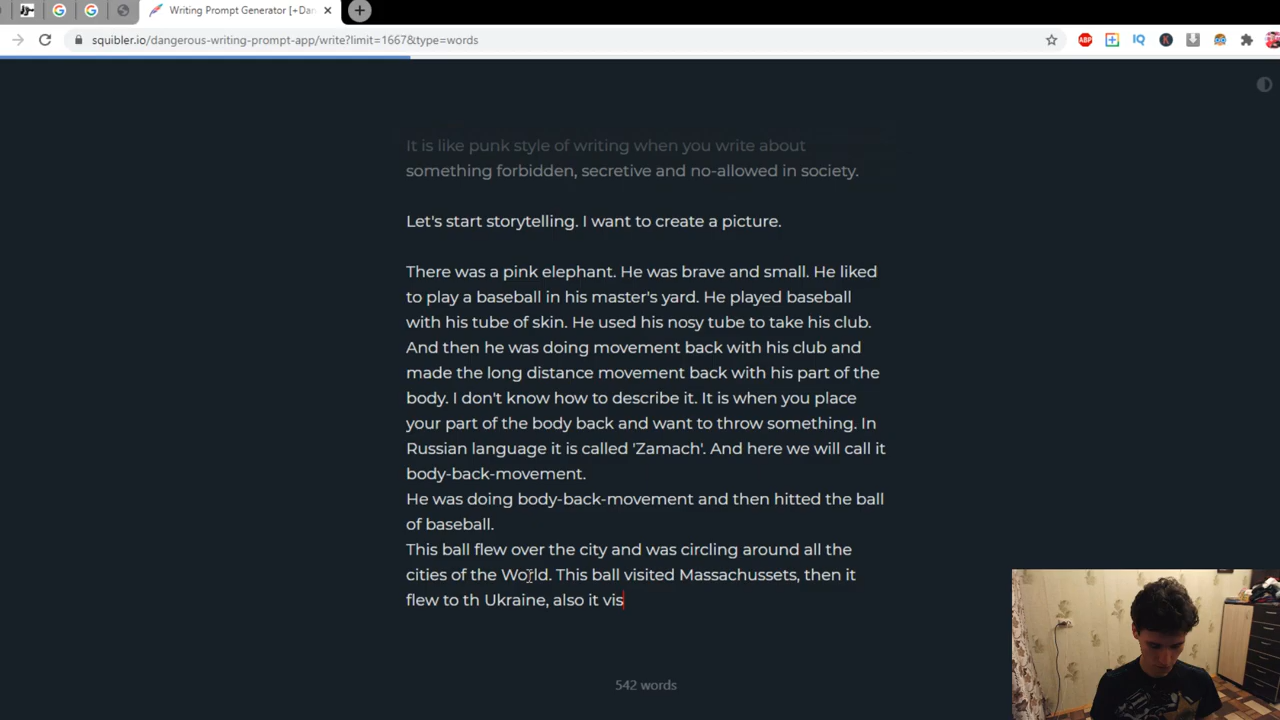 Writing Prompt Generator [+Dan
squibler.io/dangerous-writing-prompt-app/write?limit=1667&type=words
ABP
IQ
K
It is like punk style of writing when you write about
something forbidden, secretive and no-allowed in society.
Let's start storytelling. I want to create a picture.
There was a pink elephant. He was brave and small. He liked
to play a baseball in his master's yard. He played baseball
with his tube of skin. He used his nosy tube to take his club.
And then he was doing movement back with his club and
made the long distance movement back with his part of the
body. I don't know how to describe it. It is when you place
your part of the body back and want to throw something. In
Russian language it is called 'Zamach'. And here we will call it
body-back-movement.
He was doing body-back-movement and then hitted the ball
of baseball.
This ball flew over the city and was circling around all the
cities of the World. This ball visited Massachussets, then it
flew to th Ukraine, also it vis
542 words